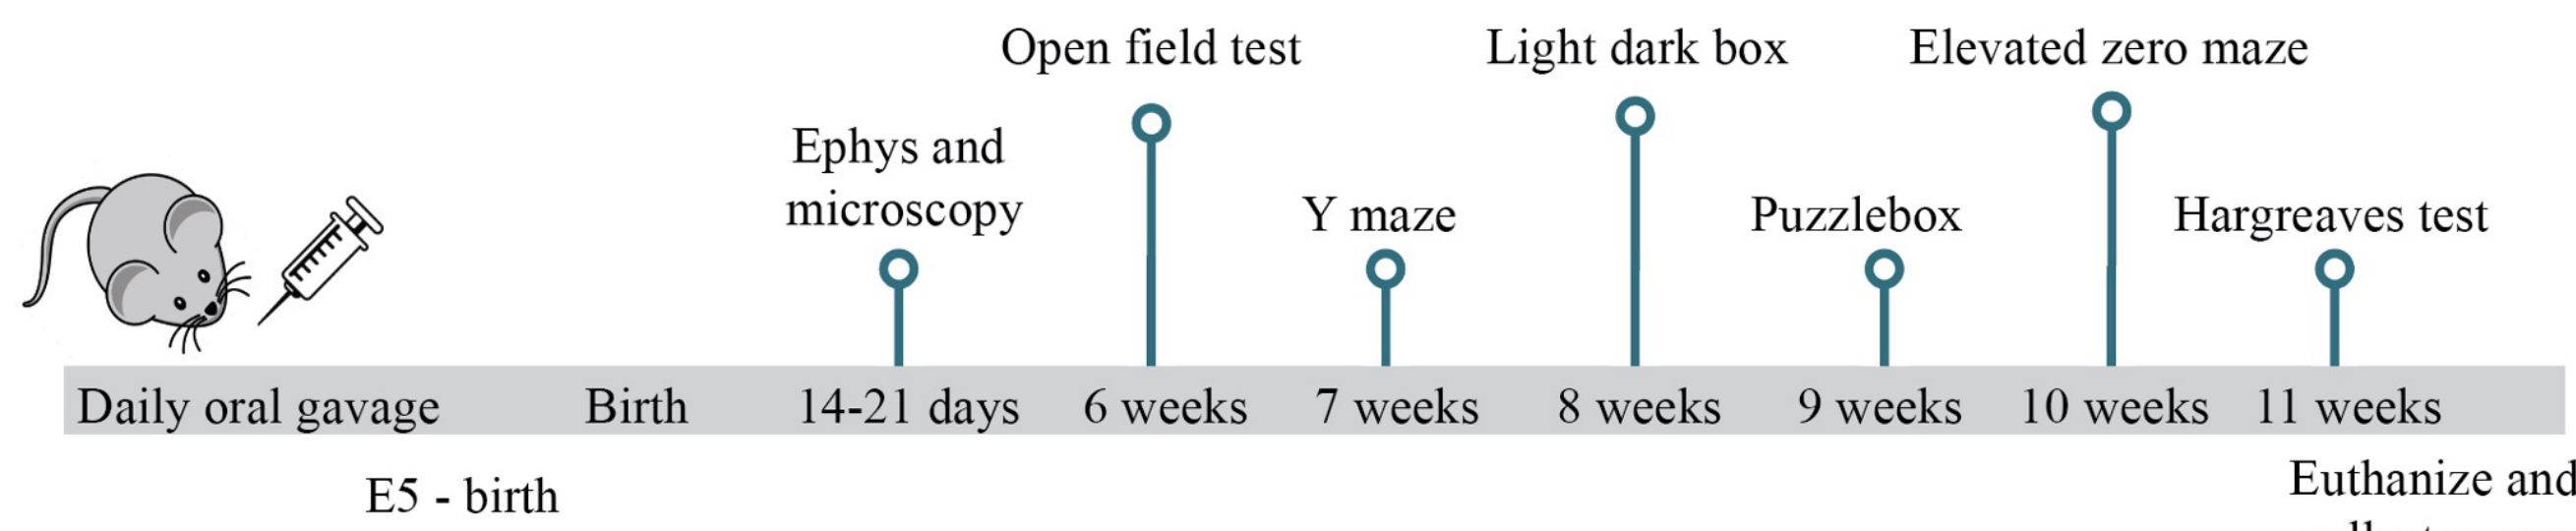 Open field test
Light dark box
Elevated zero maze
Ephys and
microscopy
Y maze
Puzzlebox
Hargreaves test
Daily oral gavage
Birth
14-21 days
6 weeks
7 weeks
8 weeks
9 weeks
10 weeks
11 weeks
E5 - birth
Euthanize and